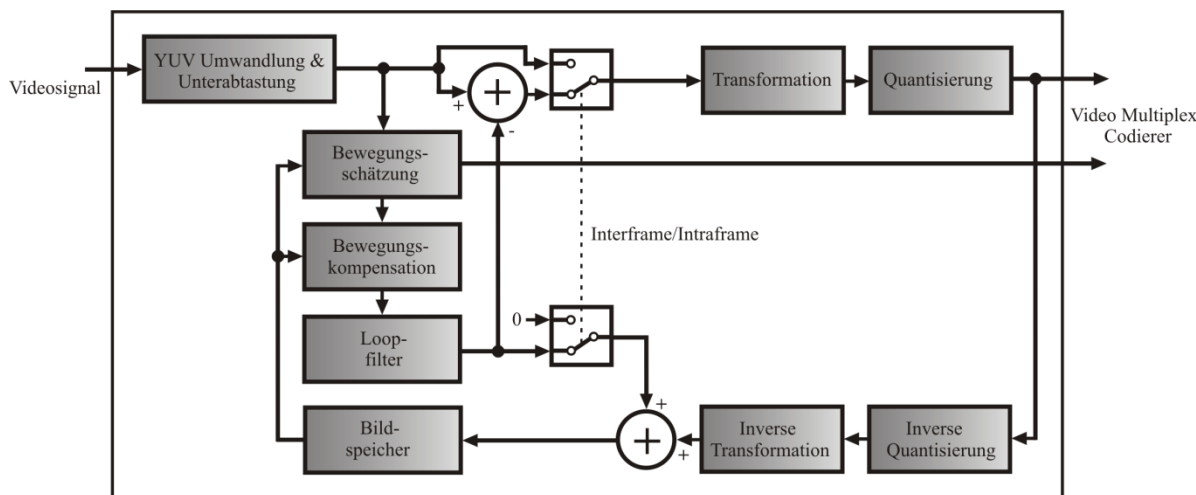 YUV Umwandlung &
Unterabtastung
Videosignal
+
+
-
Transformation
Quantisierung
Video Multiplex
Codierer
Bewegungs-
schätzung
Bewegungs-
kompensation
Interframe/Intraframe
0
Loop-
filter
+
+
+
Bild-
speicher
Inverse
Transformation
Inverse
Quantisierung